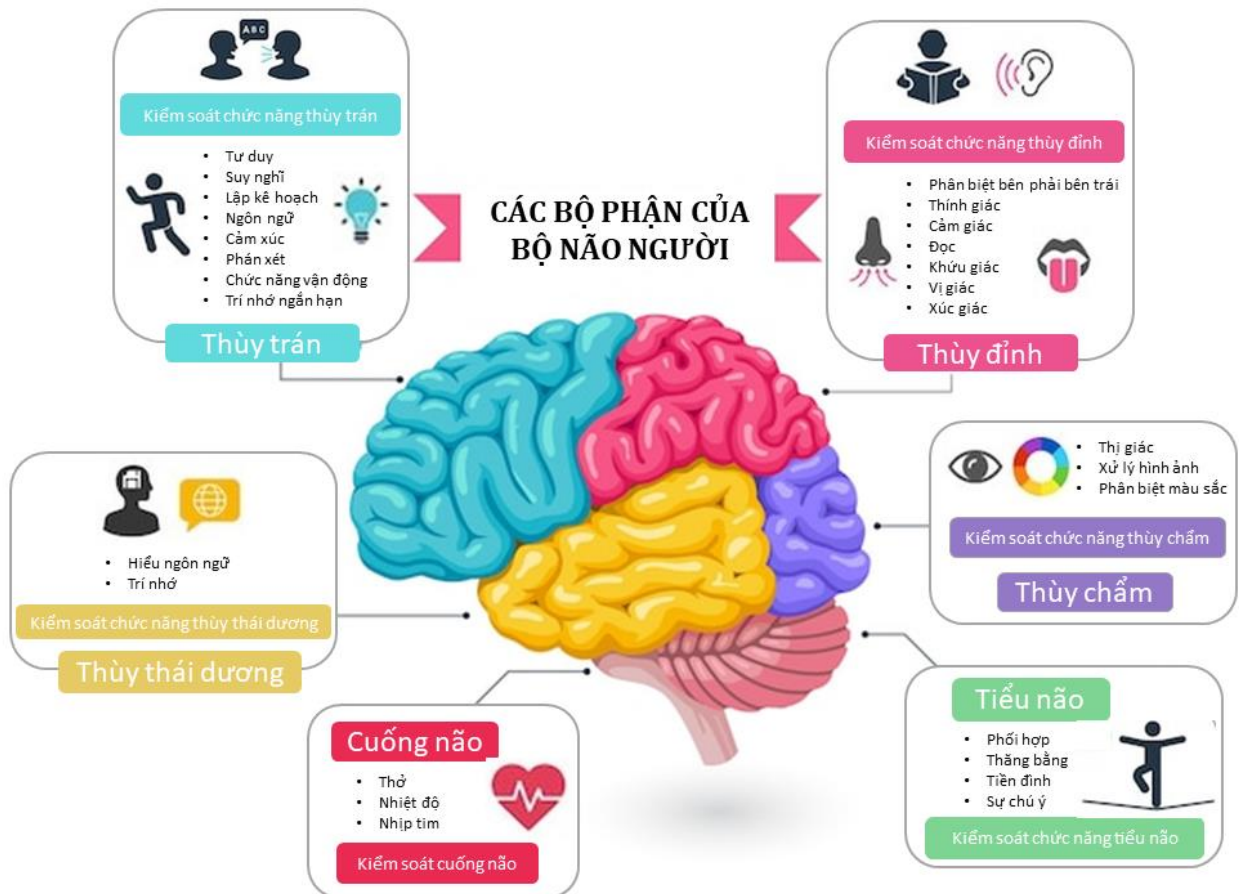 ABC
Kiểm soát chức năng thùy trán
• Tư duy
• Suy nghĩ
• Lập kê hoạch
• Ngôn ngữ
• Cảm xúc
• Phán xét
• Chức năng vận động
• Trí nhớ ngắn hạn
Thùy trán
CÁC BỘ PHẬN CỦA
BỘ NÃO NGƯỜI
Kiểm soát chức năng thùy đỉnh
• Phân biệt bên phải bên trái
• Thính giác
• Cảm giác
• Đọc
• Khứu giác
• Vị giác
• Xúc giác
Thùy đỉnh
• Hiểu ngôn ngữ
• Trí nhớ
Kiểm soát chức năng thùy thái dương
Thùy thái dương
• Thị giác
• Xử lý hình ảnh
• Phân biệt màu sắc
Kiểm soát chức năng thùy chẩm
Thùy chẩm
Cuống não
• Thở
• Nhiệt độ
• Nhịp tim
Kiểm soát cuống não
Tiểu não
• Phối hợp
• Thăng bằng
• Tiền đình
• Sự chú ý
Kiểm soát chức năng tiểu não